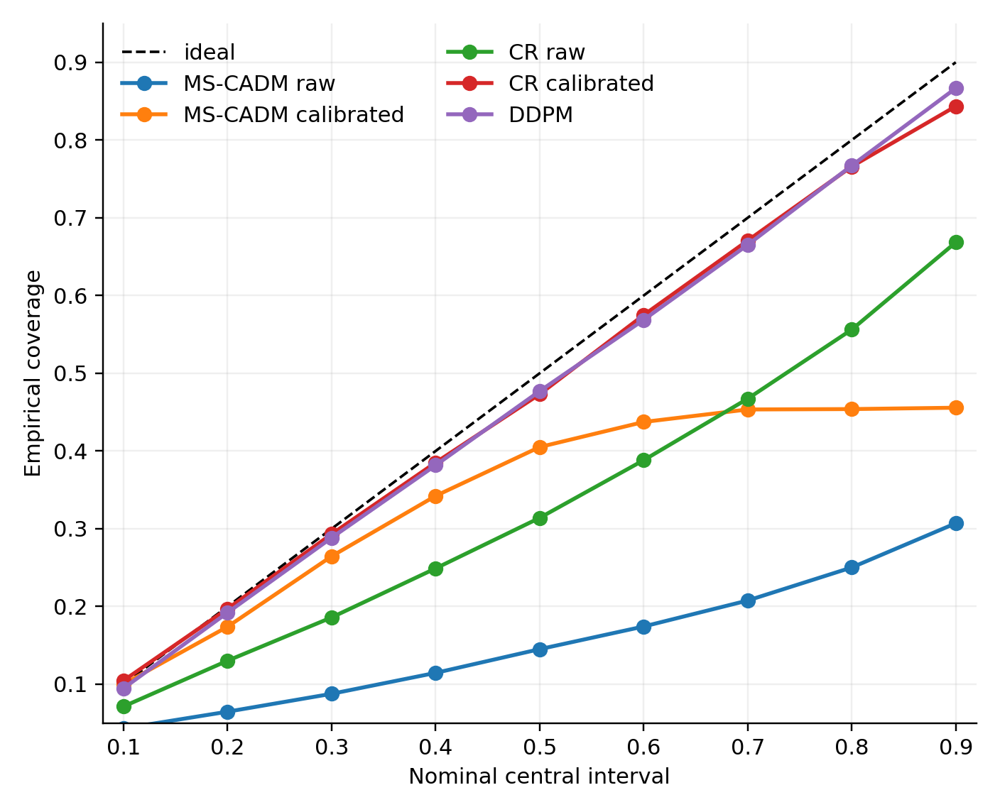 ideal
MS-CADM raw
MS-CADM calibrated
CR raw
CR calibrated
DDPM
0.9
0.8
0.7
0.6
0.5
0.4
0.3
0.2
0.1
Empirical coverage
0.1 0.2 0.3 0.4 0.5 0.6 0.7 0.8 0.9
Nominal central interval